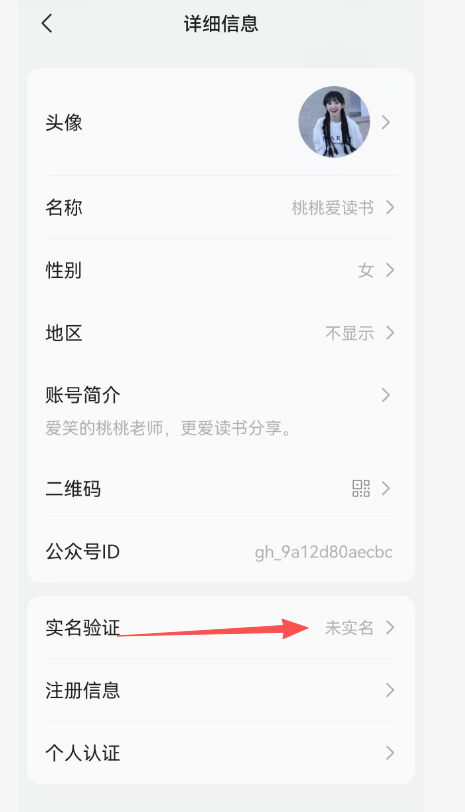 详细信息
头像
名称 桃桃爱读书
性别 女
地区 不显示
账号简介
爱笑的桃桃老师，更爱读书分享。
二维码
公众号ID gh_9a12d80aecbc
实名验证 未实名
注册信息
个人认证